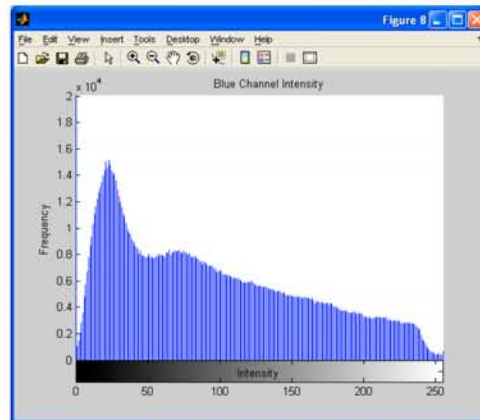 Figure 8
File Edit View Insert Tools Desktop Window Help
Blue Channel Intensity
x 10^4
2
1.8
1.6
1.4
1.2
1
0.8
0.6
0.4
0.2
0
Frequency
Intensity
0 50 100 150 200 250